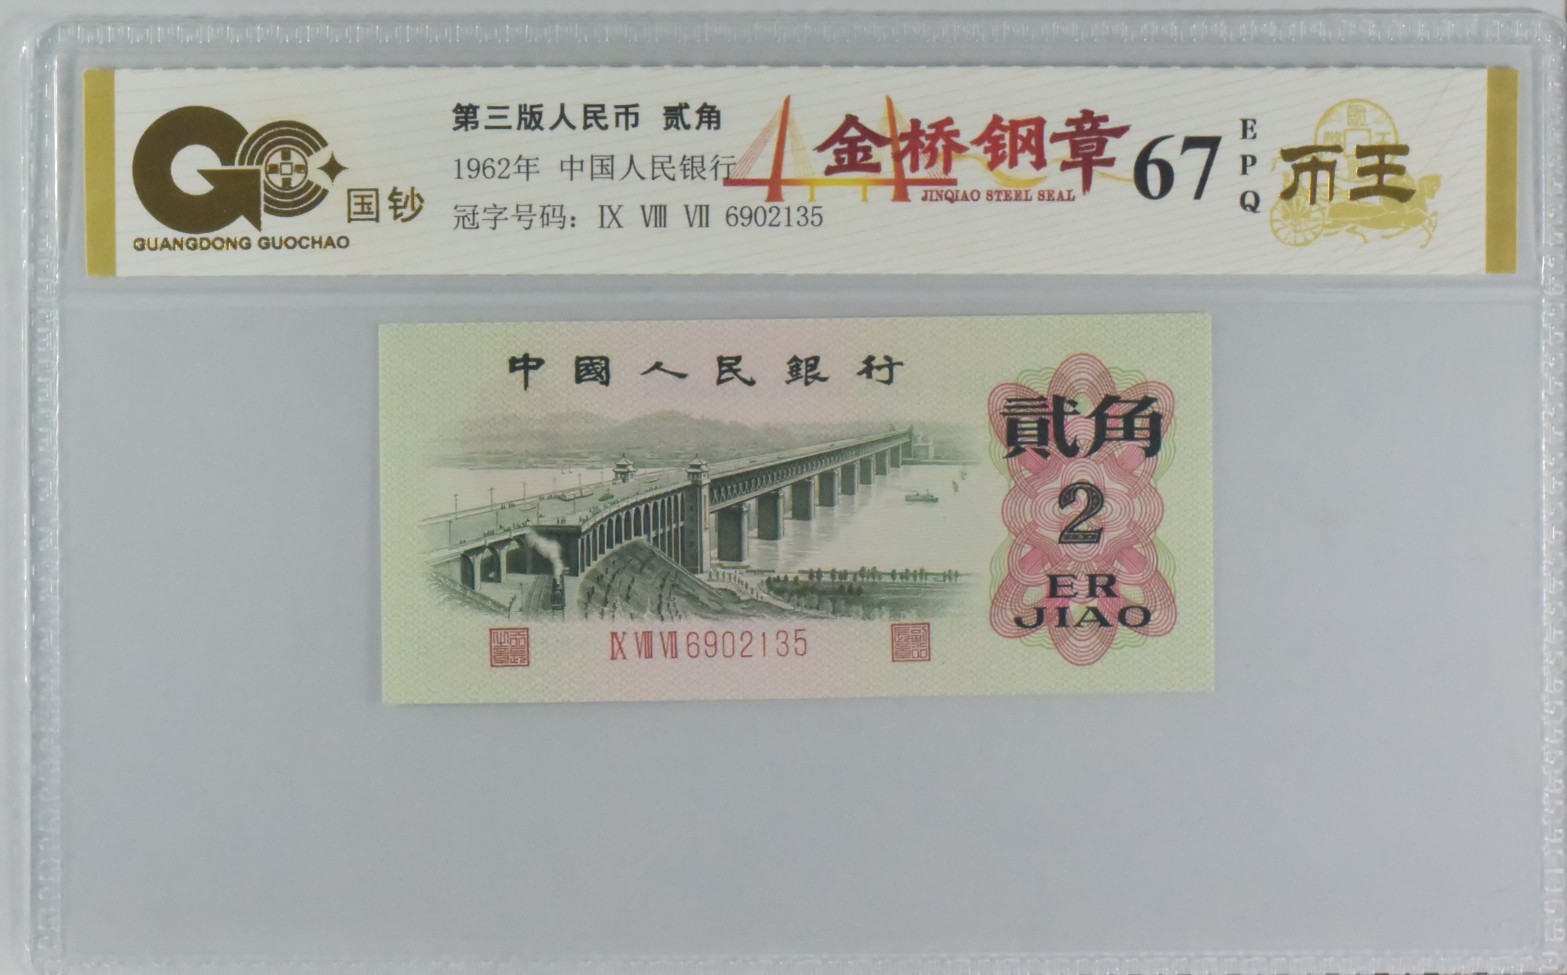 国钞
GUANGDONG GUOCHAO
第三版人民币 贰角
1962年 中国人民银行
冠字号码：Ⅸ Ⅷ Ⅶ 6902135
金桥钢章
JINQIAO STEEL SEAL
67
EPQ
币王
中國人民銀行
貳角
2
ER
JIAO
Ⅸ Ⅷ Ⅶ 6902135